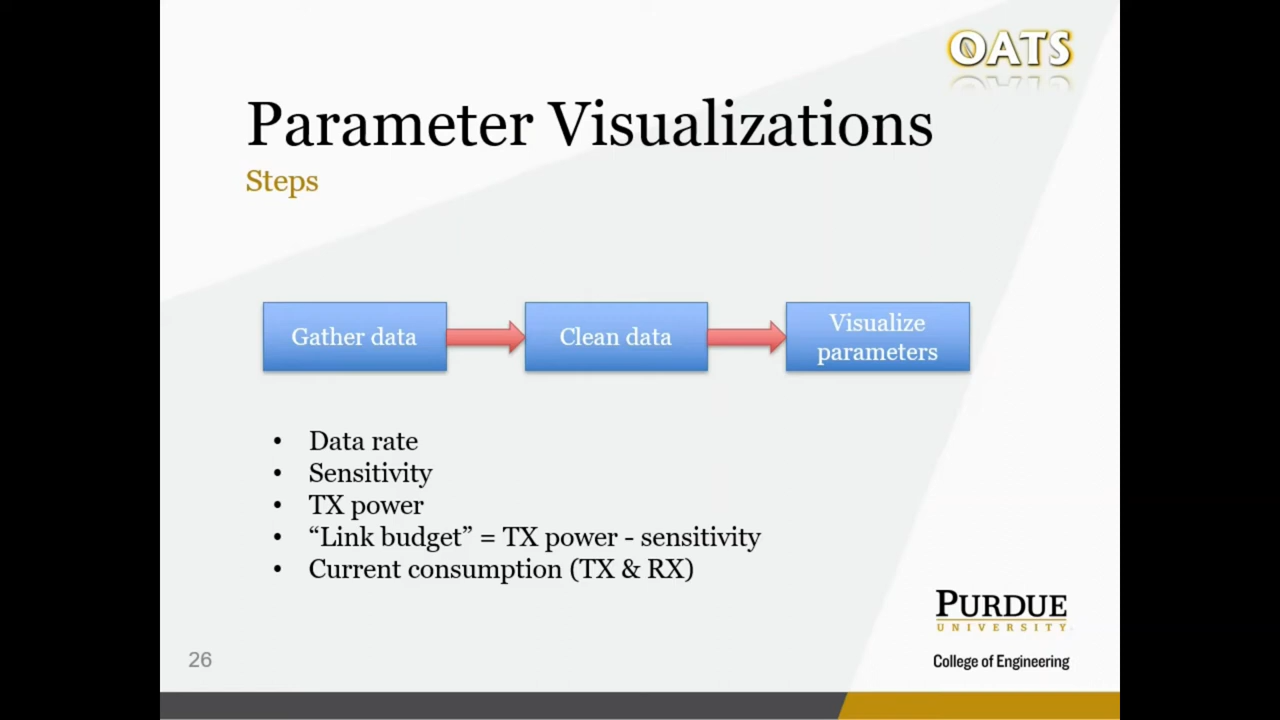 OATS
Parameter Visualizations
Steps
Gather data
Clean data
Visualize
parameters
• Data rate
• Sensitivity
• TX power
• “Link budget” = TX power - sensitivity
• Current consumption (TX & RX)
PURDUE
UNIVERSITY
College of Engineering
26